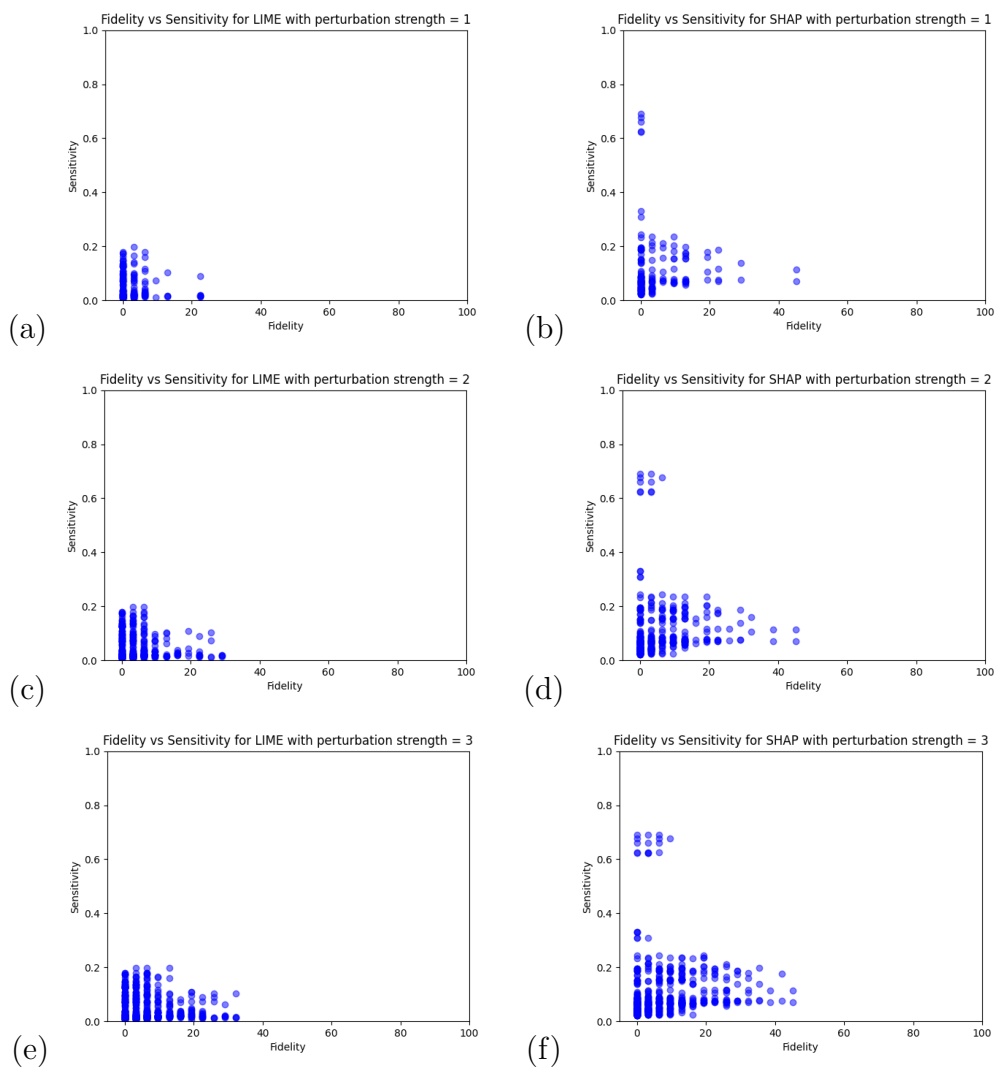 Fidelity vs Sensitivity for LIME with perturbation strength = 1
1.0
0.8
0.6
0.4
0.2
0.0
Sensitivity
0 20 40 60 80 100
Fidelity
(a)
Fidelity vs Sensitivity for SHAP with perturbation strength = 1
1.0
0.8
0.6
0.4
0.2
0.0
Sensitivity
0 20 40 60 80 100
Fidelity
(b)
Fidelity vs Sensitivity for LIME with perturbation strength = 2
1.0
0.8
0.6
0.4
0.2
0.0
Sensitivity
0 20 40 60 80 100
Fidelity
(c)
Fidelity vs Sensitivity for SHAP with perturbation strength = 2
1.0
0.8
0.6
0.4
0.2
0.0
Sensitivity
0 20 40 60 80 100
Fidelity
(d)
Fidelity vs Sensitivity for LIME with perturbation strength = 3
1.0
0.8
0.6
0.4
0.2
0.0
Sensitivity
0 20 40 60 80 100
Fidelity
(e)
Fidelity vs Sensitivity for SHAP with perturbation strength = 3
1.0
0.8
0.6
0.4
0.2
0.0
Sensitivity
0 20 40 60 80 100
Fidelity
(f)